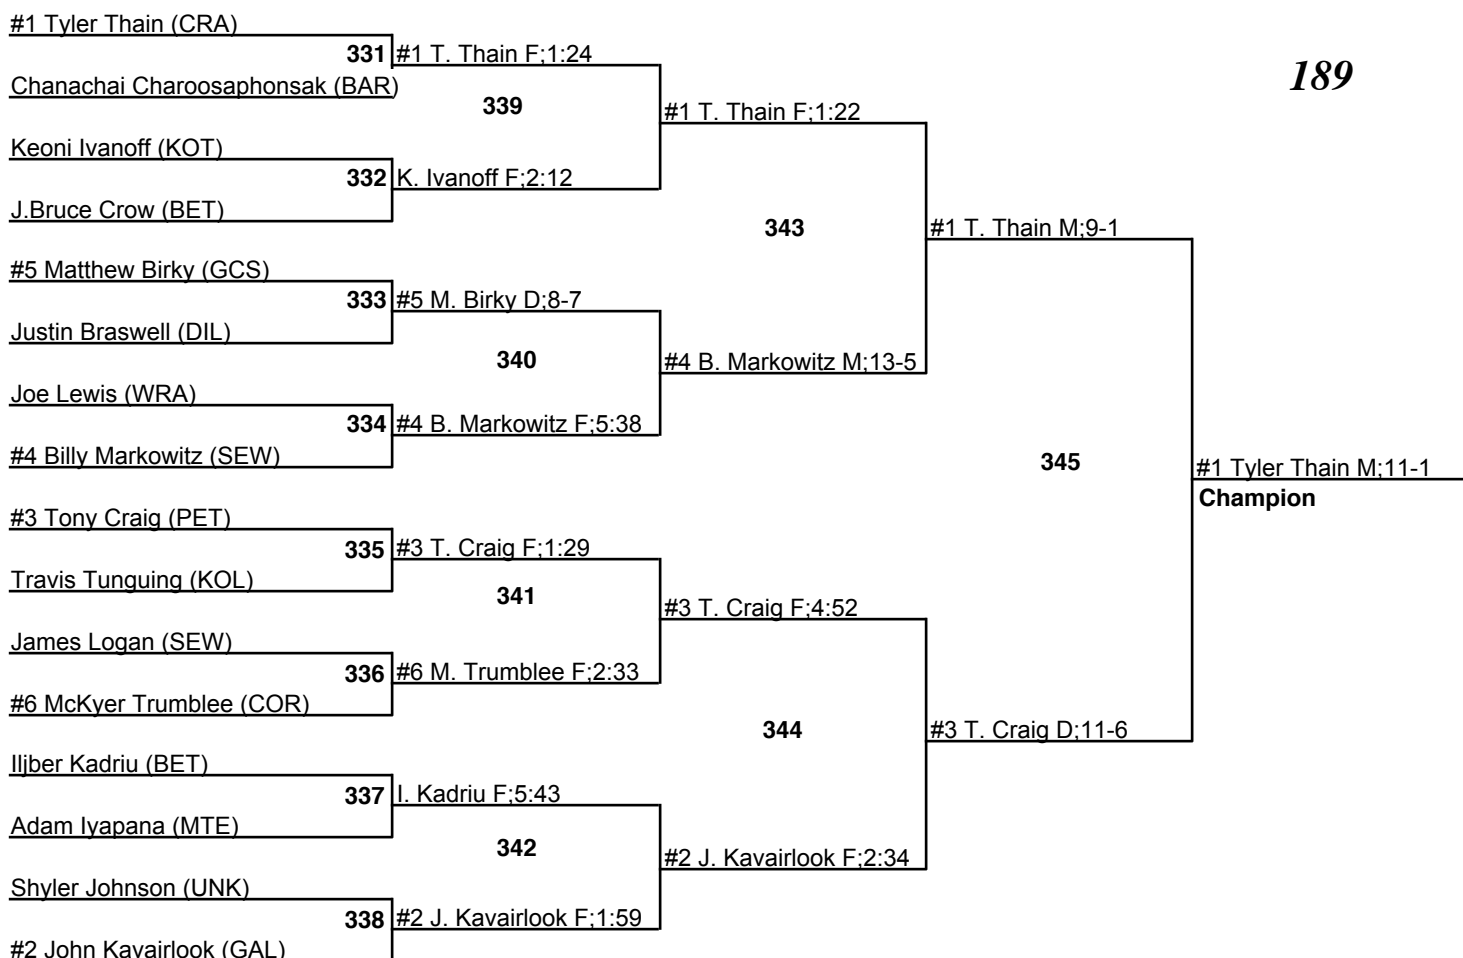 #1 Tyler Thain (CRA)
331 #1 T. Thain F;1:24
189
Chanachai Charoosaphonsak (BAR)
339
#1 T. Thain F;1:22
Keoni Ivanoff (KOT)
332 K. Ivanoff F;2:12
J.Bruce Crow (BET)
343
#1 T. Thain M;9-1
#5 Matthew Birky (GCS)
333 #5 M. Birky D;8-7
Justin Braswell (DIL)
340
#4 B. Markowitz M;13-5
Joe Lewis (WRA)
334 #4 B. Markowitz F;5:38
#4 Billy Markowitz (SEW)
345
#1 Tyler Thain M;11-1
Champion
#3 Tony Craig (PET)
335 #3 T. Craig F;1:29
Travis Tunguing (KOL)
341
#3 T. Craig F;4:52
James Logan (SEW)
336 #6 M. Trumblee F;2:33
#6 McKyer Trumblee (COR)
344
#3 T. Craig D;11-6
Iljber Kadriu (BET)
337 I. Kadriu F;5:43
Adam Iyapana (MTE)
342
#2 J. Kavairlook F;2:34
Shyler Johnson (UNK)
338 #2 J. Kavairlook F;1:59
#2 John Kavairlook (GAL)